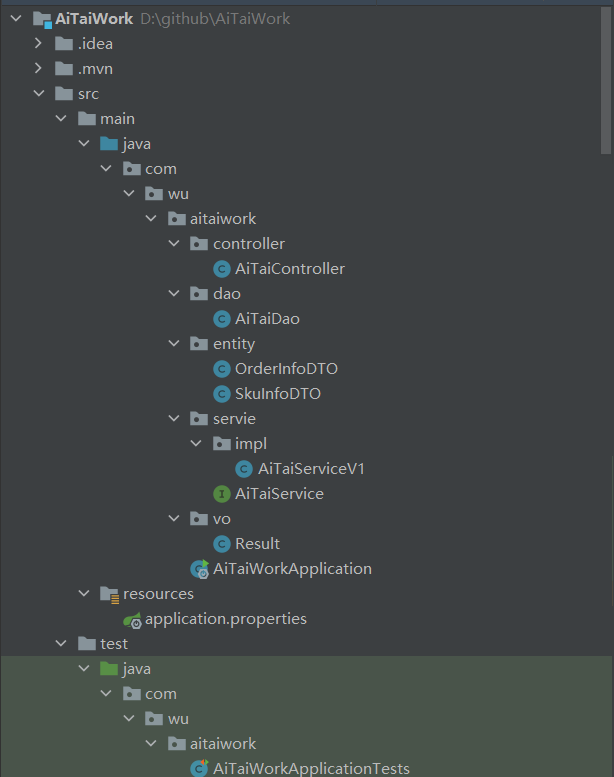 AiTaiWork D:\github\AiTaiWork
.idea
.mvn
src
main
java
com
wu
aitaiwork
controller
C AiTaiController
dao
C AiTaiDao
entity
C OrderInfoDTO
C SkuInfoDTO
servie
impl
C AiTaiServiceV1
I AiTaiService
vo
C Result
AiTaiWorkApplication
resources
application.properties
test
java
com
wu
aitaiwork
C AiTaiWorkApplicationTests